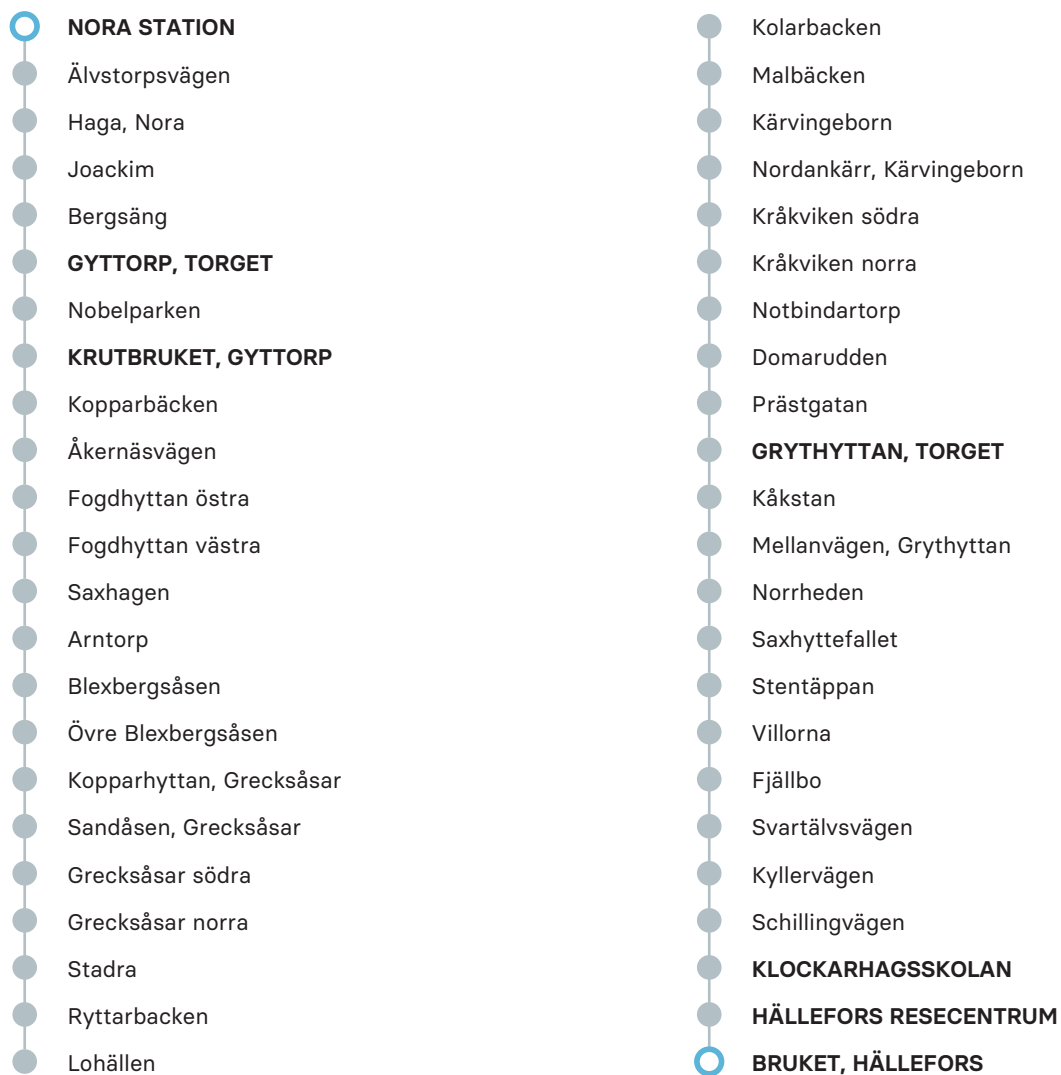 NORA STATION
Älvstorpsvägen
Haga, Nora
Joackim
Bergsäng
GYTTORP, TORGET
Nobelparken
KRUTBRUKET, GYTTORP
Kopparbäcken
Åkernäsvägen
Fogdhyttan östra
Fogdhyttan västra
Saxhagen
Arntorp
Blexbergsåsen
Övre Blexbergsåsen
Kopparhyttan, Grecksåsar
Sandåsen, Grecksåsar
Grecksåsar södra
Grecksåsar norra
Stadra
Ryttarbacken
Lohällen
Kolarbacken
Malbäcken
Kärvingeborn
Nordankärr, Kärvingeborn
Kråkviken södra
Kråkviken norra
Notbindartorp
Domarudden
Prästgatan
GRYTHYTTAN, TORGET
Kåkstan
Mellanvägen, Grythyttan
Norrheden
Saxhyttefallet
Stentäppan
Villorna
Fjällbo
Svartälvsvägen
Kyllervägen
Schillingvägen
KLOCKARHAGSSKOLAN
HÄLLEFORS RESECENTRUM
BRUKET, HÄLLEFORS